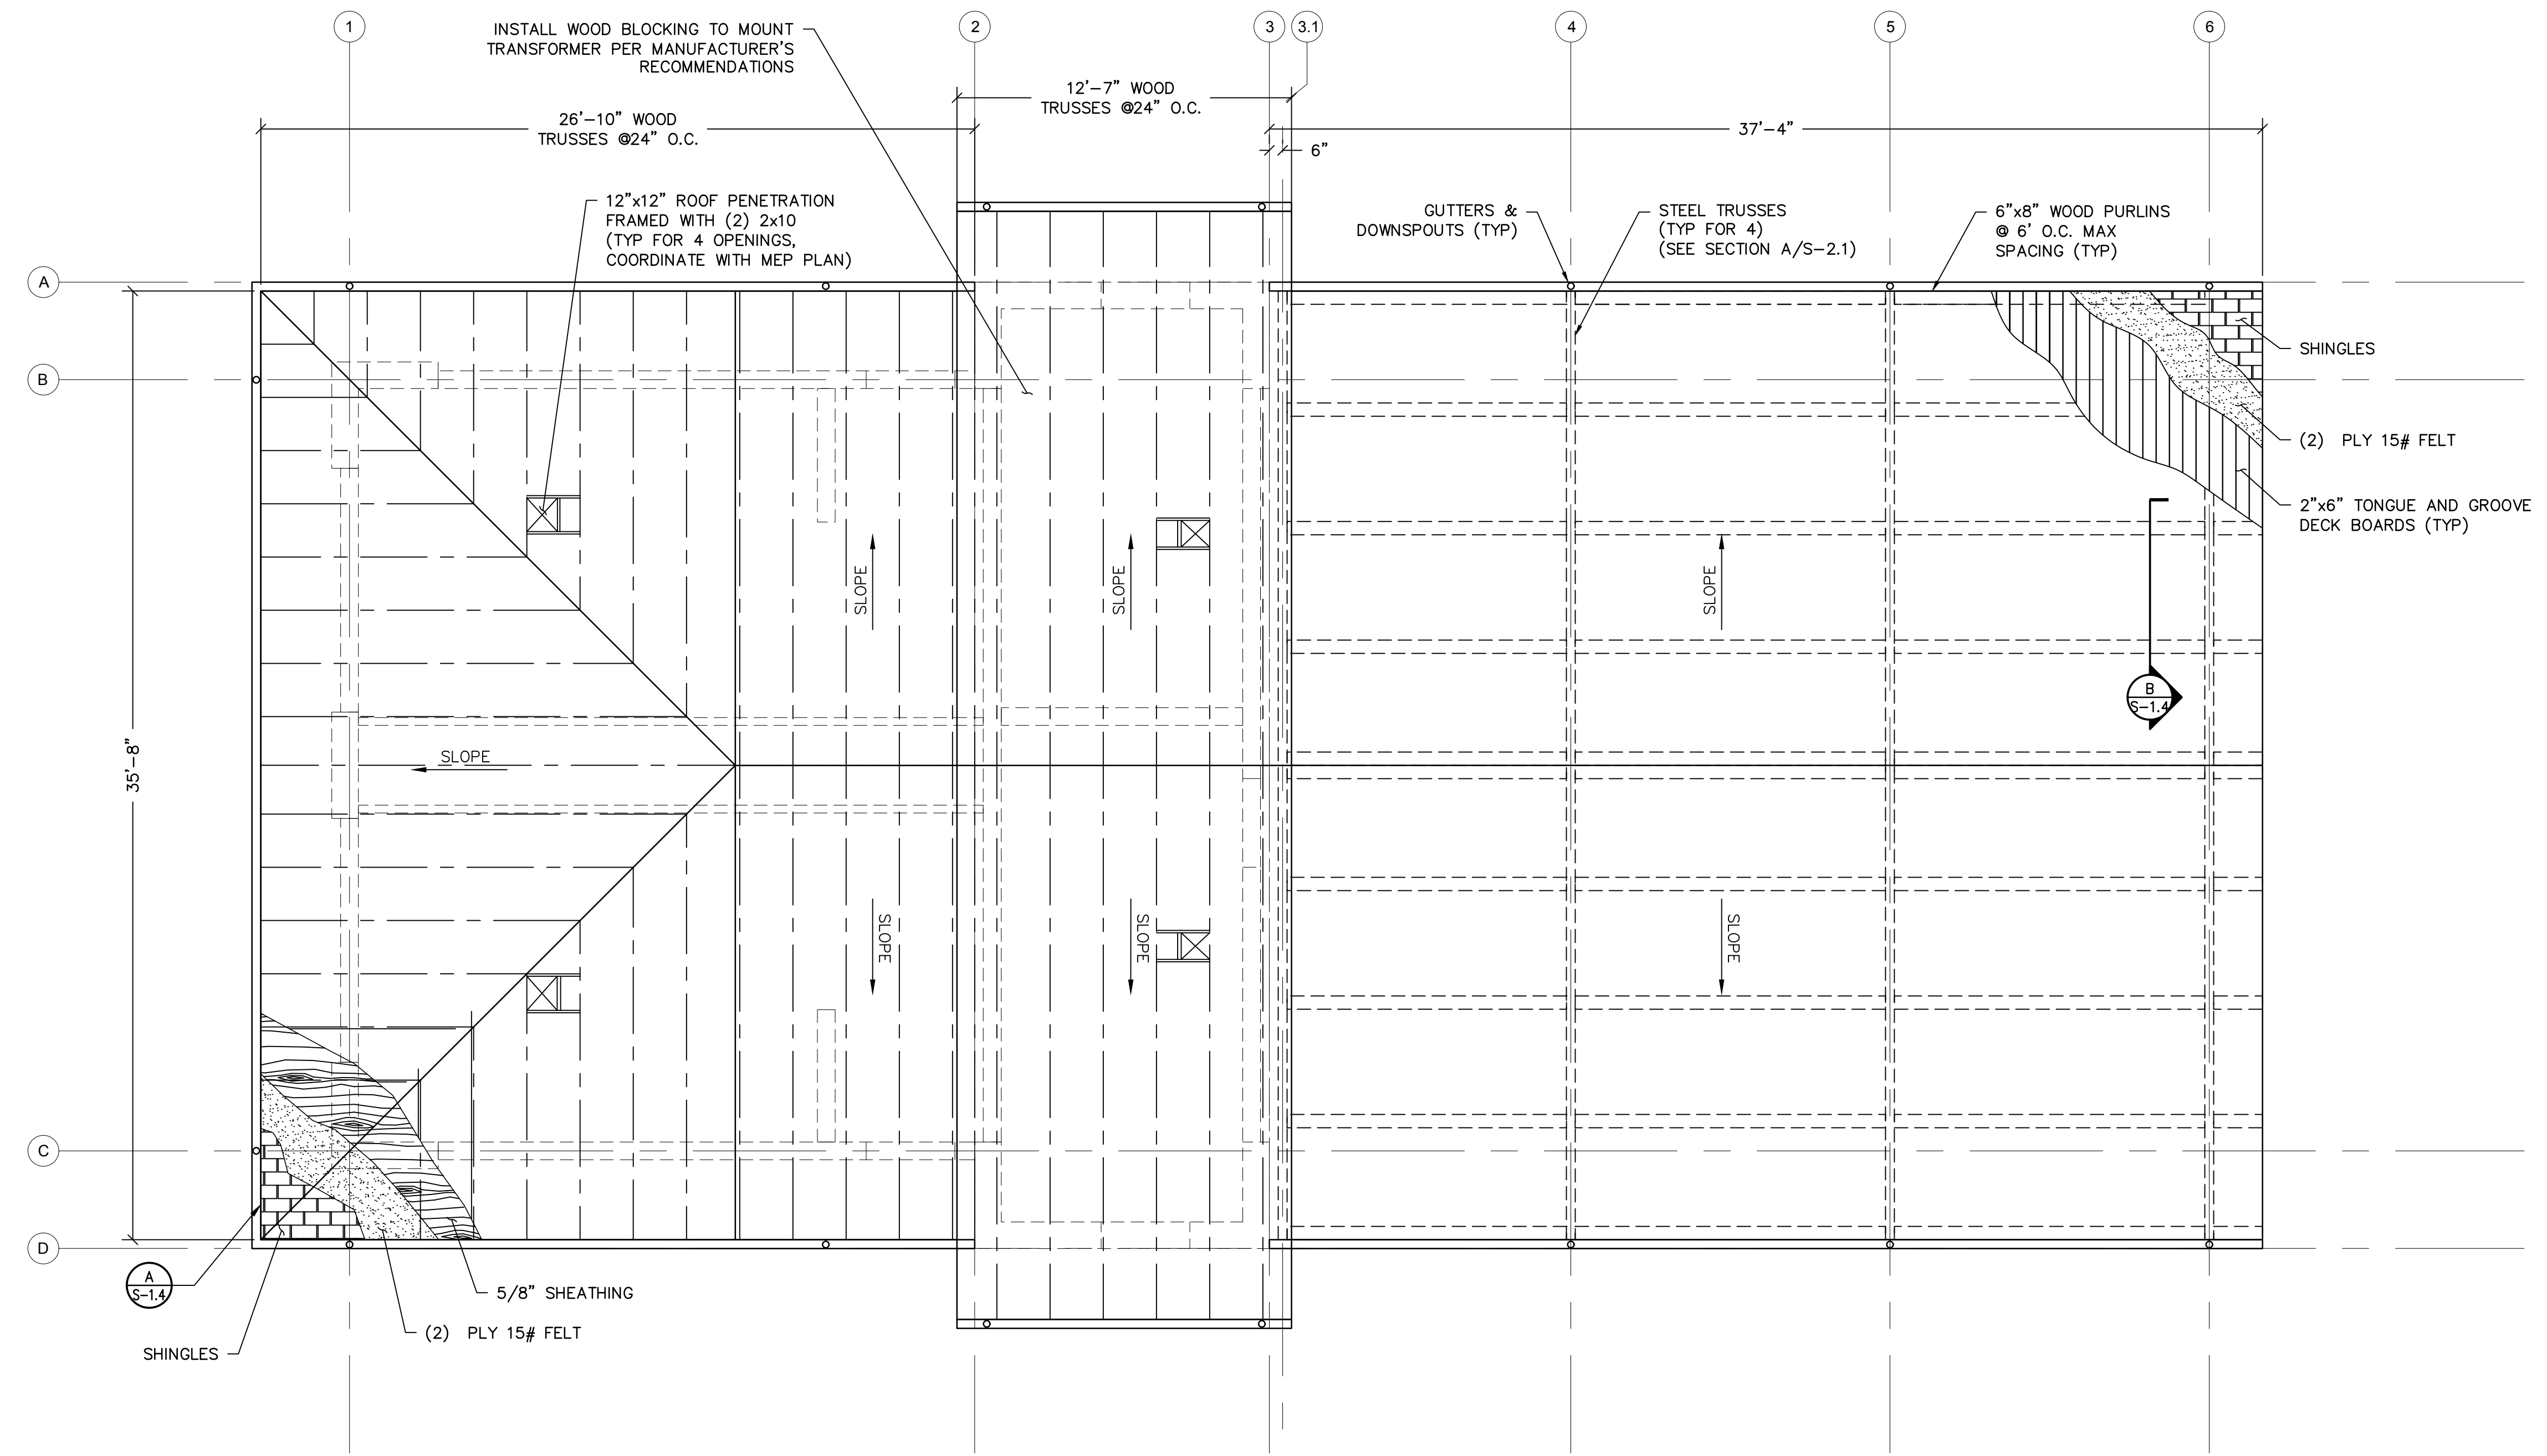 1
2
3
3.1
4
5
6
INSTALL WOOD BLOCKING TO MOUNT
TRANSFORMER PER MANUFACTURER'S
RECOMMENDATIONS
12'-7" WOOD
TRUSSES @24" O.C.
26'-10" WOOD
TRUSSES @24" O.C.
37'-4"
6"
12"x12" ROOF PENETRATION
FRAMED WITH (2) 2x10
(TYP FOR 4 OPENINGS,
COORDINATE WITH MEP PLAN)
GUTTERS &
DOWNSPOUTS (TYP)
STEEL TRUSSES
(TYP FOR 4)
(SEE SECTION A/S-2.1)
6"x8" WOOD PURLINS
@ 6' O.C. MAX
SPACING (TYP)
A
B
SHINGLES
(2) PLY 15# FELT
2"x6" TONGUE AND GROOVE
DECK BOARDS (TYP)
SLOPE
SLOPE
SLOPE
B
S-1.4
35'-8"
SLOPE
SLOPE
SLOPE
SLOPE
C
D
A
S-1.4
5/8" SHEATHING
(2) PLY 15# FELT
SHINGLES